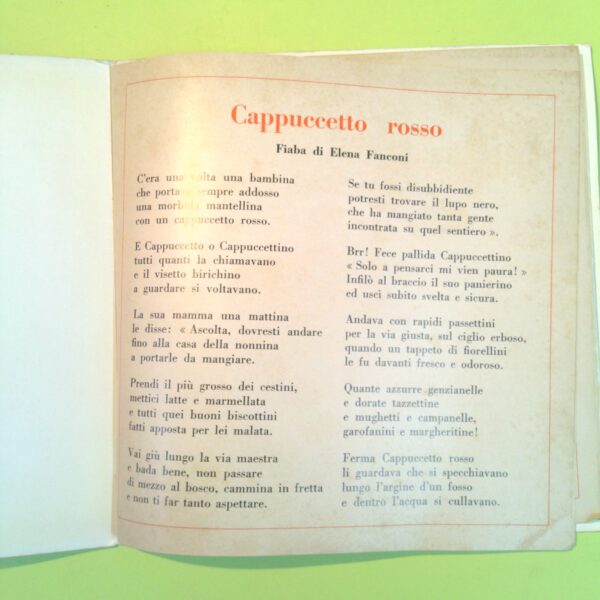 Cappuccetto rosso
Fiaba di Elena Fanconi
C'era una volta una bambina
che portava sempre addosso
una morbida mantellina
con un cappuccetto rosso.
E Cappuccetto o Cappuccettino
tutti quanti la chiamavano
e il visetto birichino
a guardare si voltavano.
La sua mamma una mattina
le disse: « Ascolta, dovresti andare
fino alla casa della nonnina
a portarle da mangiare.
Prendi il più grosso dei cestini,
mettici latte e marmellata
e tutti quei buoni biscottini
fatti apposta per lei malata.
Vai giù lungo la via maestra
e bada bene, non passare
di mezzo al bosco, cammina in fretta
e non ti far tanto aspettare.
Se tu fossi disubbidiente
potresti trovare il lupo nero,
che ha mangiato tanta gente
incontrata su quel sentiero ».
Brr! Fece pallida Cappuccettino
« Solo a pensarci mi vien paura! »
Infilò al braccio il suo panierino
ed uscì subito svelta e sicura.
Andava con rapidi passettini
per la via giusta, sul ciglio erboso,
quando un tappeto di fiorellini
le fu davanti fresco e odoroso.
Quante azzurre genzianelle
e dorate tazzettine
e mughetti e campanelle,
garofanini e margheritine!
Ferma Cappuccetto rosso
li guardava che si specchiavano
lungo l'argine d'un fosso
e dentro l'acqua si cullavano.